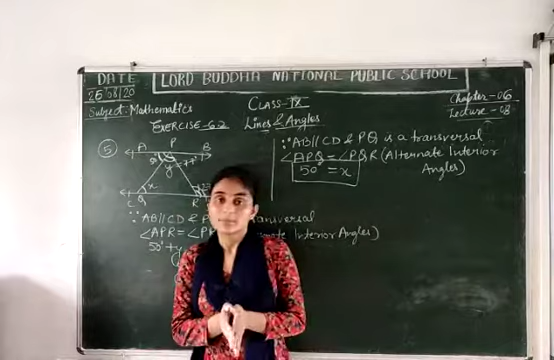 DATE
25/08/20
LORD BUDDHA NATIONAL PUBLIC SCHOOL
Subject: Mathematics
CLASS-IX
Chapter-06
Lecture-08
EXERCISE-6.2
Lines & Angles
5
A P B
50° y
x
C Q R
∵AB∥CD & PQ is a transversal
∠APQ=∠PQR (Alternate Interior
Angles)
50° = x
∵AB∥CD & P transversal
∠APR=∠P Interior Angles)
50°+y